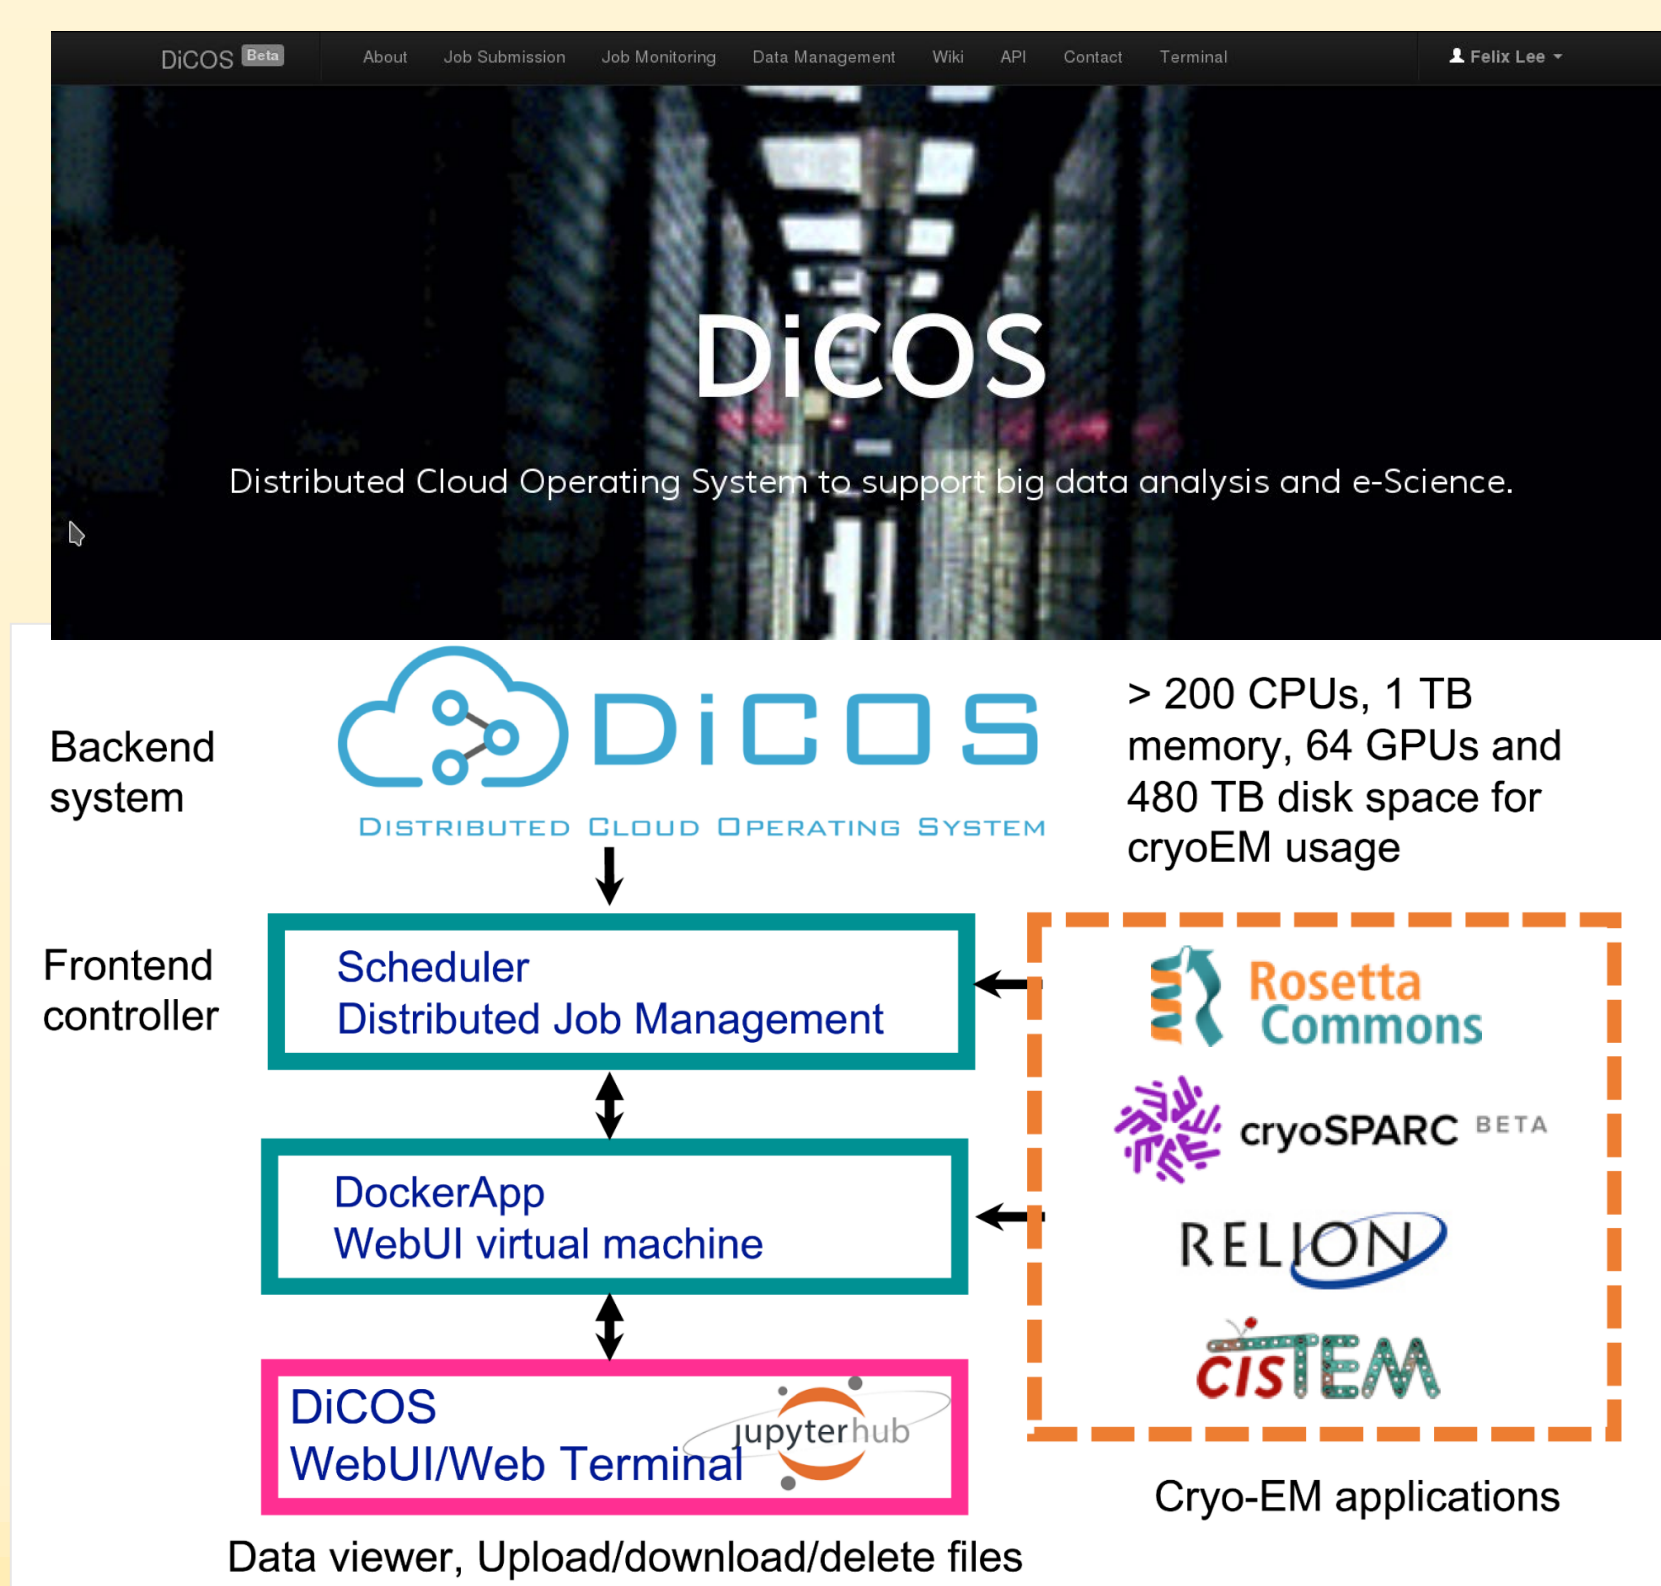 DiCOS Beta About Job Submission Job Monitoring Data Management Wiki API Contact Terminal Felix Lee
DiCOS
Distributed Cloud Operating System to support big data analysis and e-Science.
Backend
system
DiCOS
DISTRIBUTED CLOUD OPERATING SYSTEM
> 200 CPUs, 1 TB
memory, 64 GPUs and
480 TB disk space for
cryoEM usage
Frontend
controller
Scheduler
Distributed Job Management
DockerApp
WebUI virtual machine
DiCOS
WebUI/Web Terminal
jupyterhub
Data viewer, Upload/download/delete files
Rosetta
Commons
cryoSPARC BETA
RELION
cisTEM
Cryo-EM applications